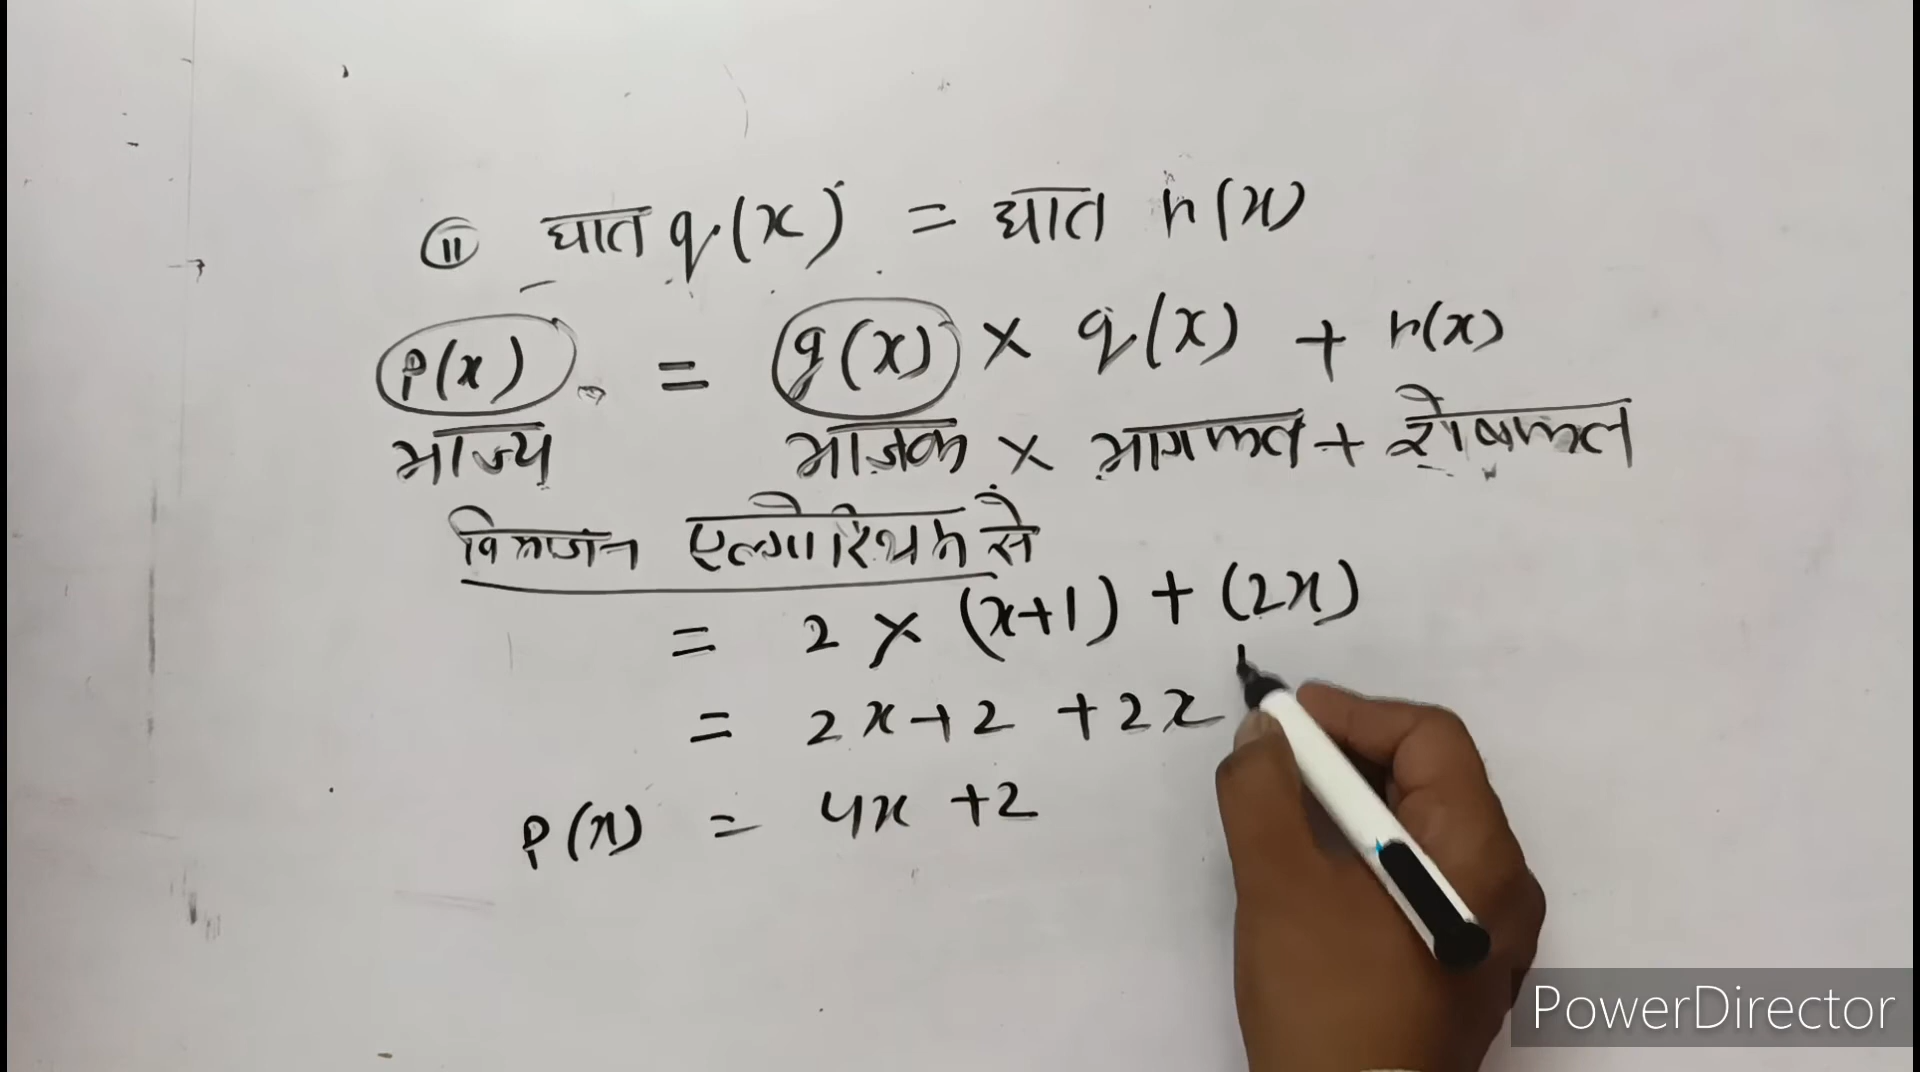 (ii) घात q(x) = घात r(x)
P(x) = g(x) × q(x) + r(x)
भाज्य भाजक × भागफल + शेषफल
विभाजन एल्गोरिथम से
= 2 × (x+1) + (2x)
= 2x+2 +2x
P(x) = 4x +2
PowerDirector